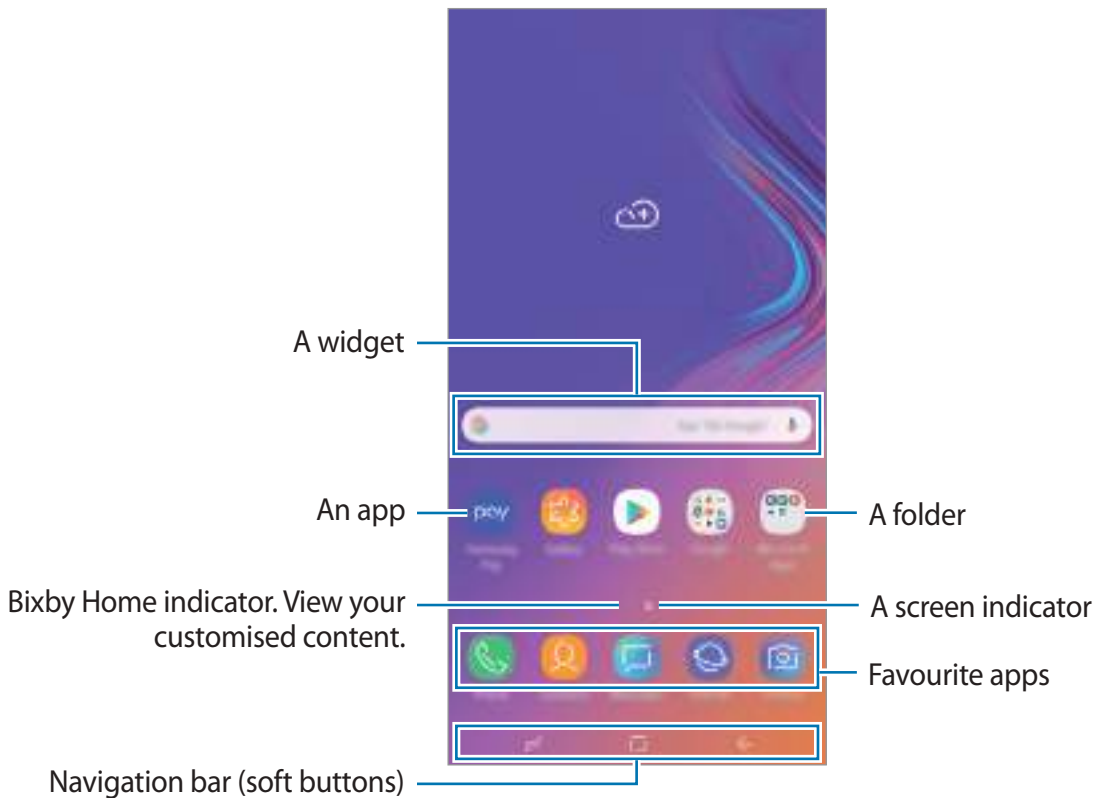 A widget
pay
An app
A folder
Bixby Home indicator. View your
customised content.
A screen indicator
Favourite apps
Navigation bar (soft buttons)